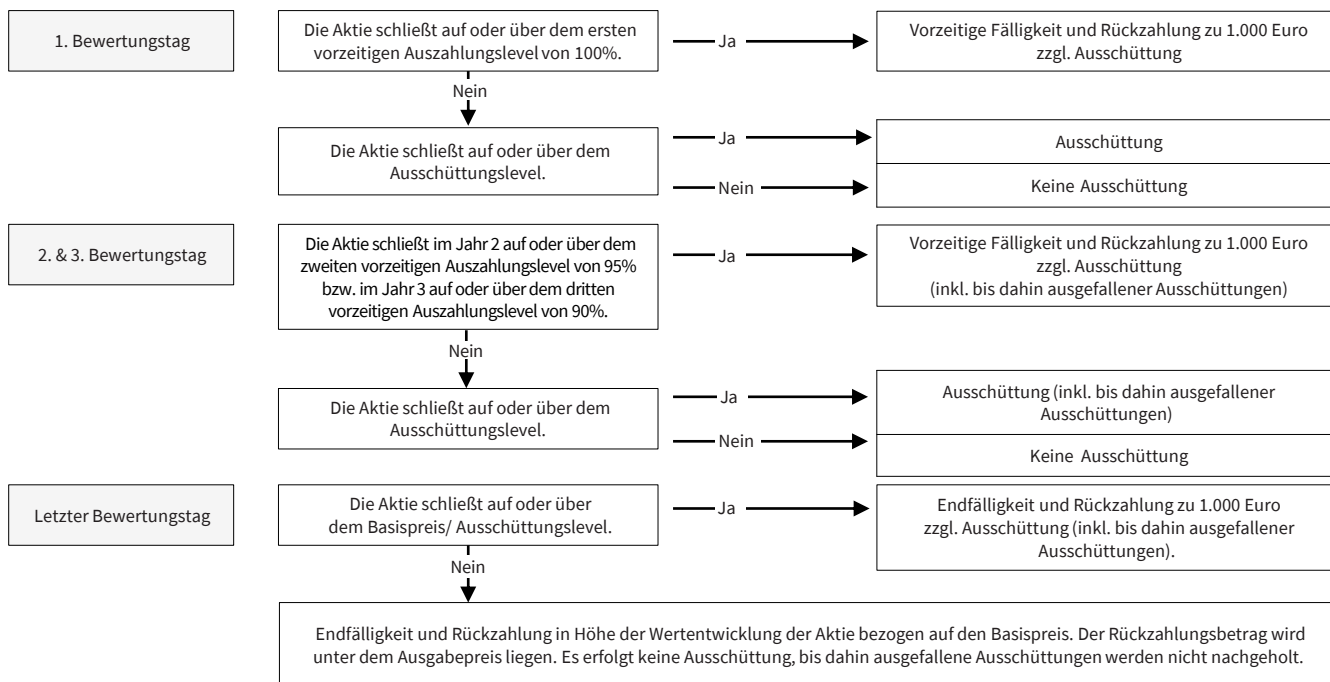 1. Bewertungstag
Die Aktie schließt auf oder über dem ersten
vorzeitigen Auszahlungslevel von 100%.
Ja
Vorzeitige Fälligkeit und Rückzahlung zu 1.000 Euro
zzgl. Ausschüttung
Nein
Die Aktie schließt auf oder über dem
Ausschüttungslevel.
Ja
Ausschüttung
Nein
Keine Ausschüttung
2. & 3. Bewertungstag
Die Aktie schließt im Jahr 2 auf oder über dem
zweiten vorzeitigen Auszahlungslevel von 95%
bzw. im Jahr 3 auf oder über dem dritten
vorzeitigen Auszahlungslevel von 90%.
Ja
Vorzeitige Fälligkeit und Rückzahlung zu 1.000 Euro
zzgl. Ausschüttung
(inkl. bis dahin ausgefallener Ausschüttungen)
Nein
Die Aktie schließt auf oder über dem
Ausschüttungslevel.
Ja
Ausschüttung (inkl. bis dahin ausgefallener
Ausschüttungen)
Nein
Keine Ausschüttung
Letzter Bewertungstag
Die Aktie schließt auf oder über
dem Basispreis/ Ausschüttungslevel.
Ja
Endfälligkeit und Rückzahlung zu 1.000 Euro
zzgl. Ausschüttung (inkl. bis dahin ausgefallener
Ausschüttungen).
Nein
Endfälligkeit und Rückzahlung in Höhe der Wertentwicklung der Aktie bezogen auf den Basispreis. Der Rückzahlungsbetrag wird
unter dem Ausgabepreis liegen. Es erfolgt keine Ausschüttung, bis dahin ausgefallene Ausschüttungen werden nicht nachgeholt.